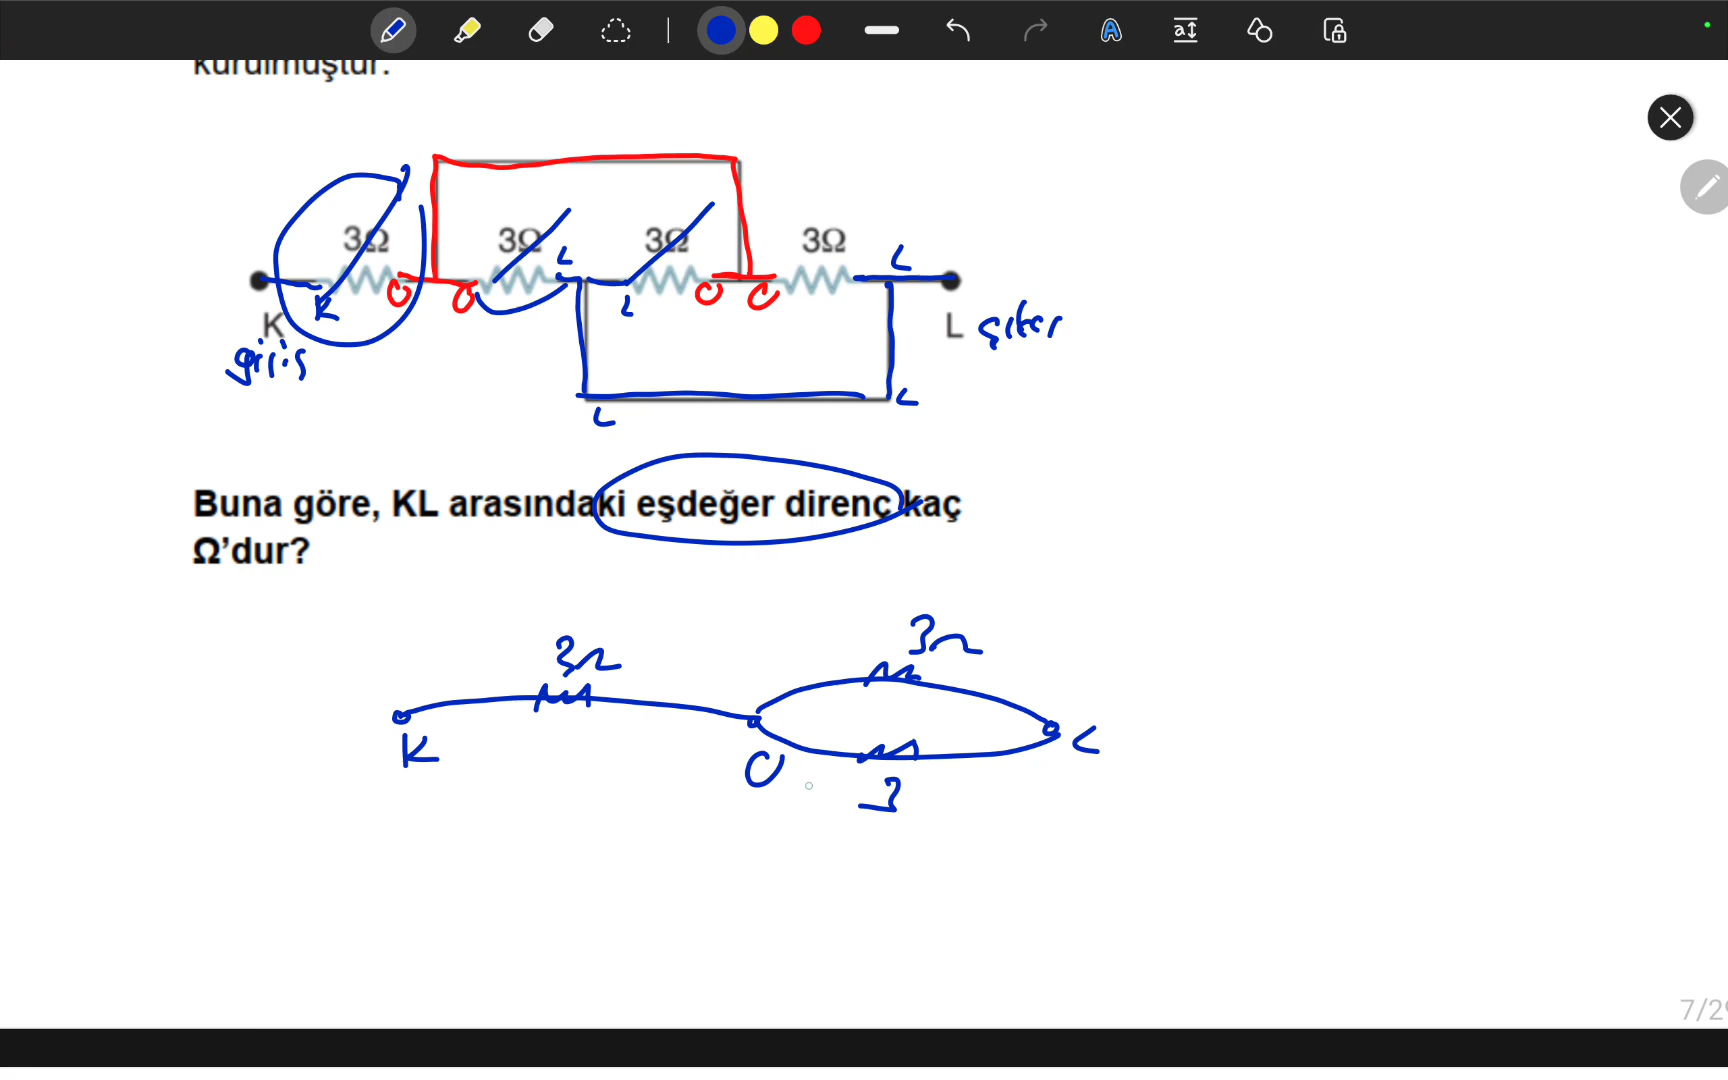 kurulmuştur.
3Ω 3Ω 3Ω 3Ω
L L
K O O L O O
K L çıkış
giriş
L
L
Buna göre, KL arasındaki eşdeğer direnç kaç
Ω’dur?
3Ω 3Ω
K O L
3
7/29